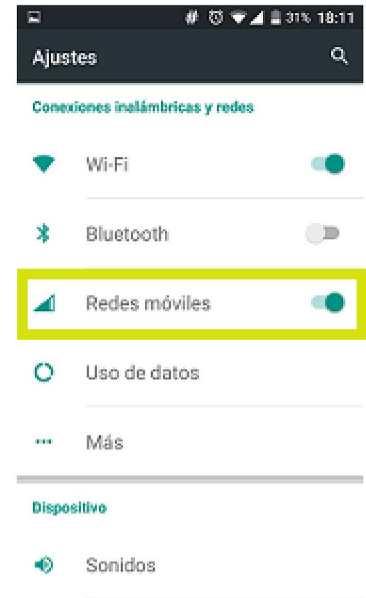 # 31% 18:11
Ajustes
Conexiones inalámbricas y redes
Wi-Fi
Bluetooth
Redes móviles
Uso de datos
Más
Dispositivo
Sonidos